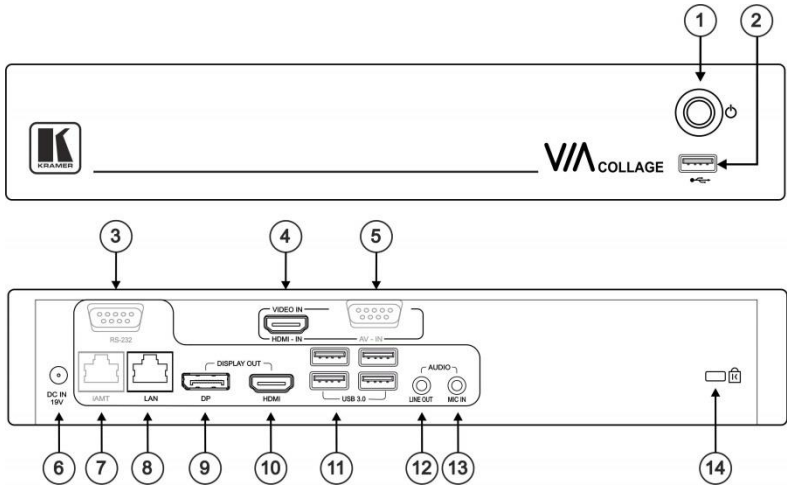 1 2
K
KRAMER
VIA COLLAGE
3 4 5
VIDEO IN
HDMI - IN AV - IN
RS-232
DISPLAY OUT AUDIO
DC IN
19V
IAMT LAN DP HDMI USB 3.0 LINE OUT MIC IN
K
6 7 8 9 10 11 12 13 14